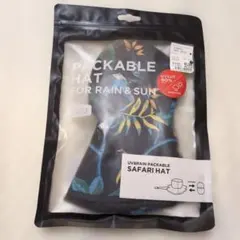 PACKABLE
HAT
FOR RAIN & SUN
UV&RAIN PACKABLE
SAFARI HAT